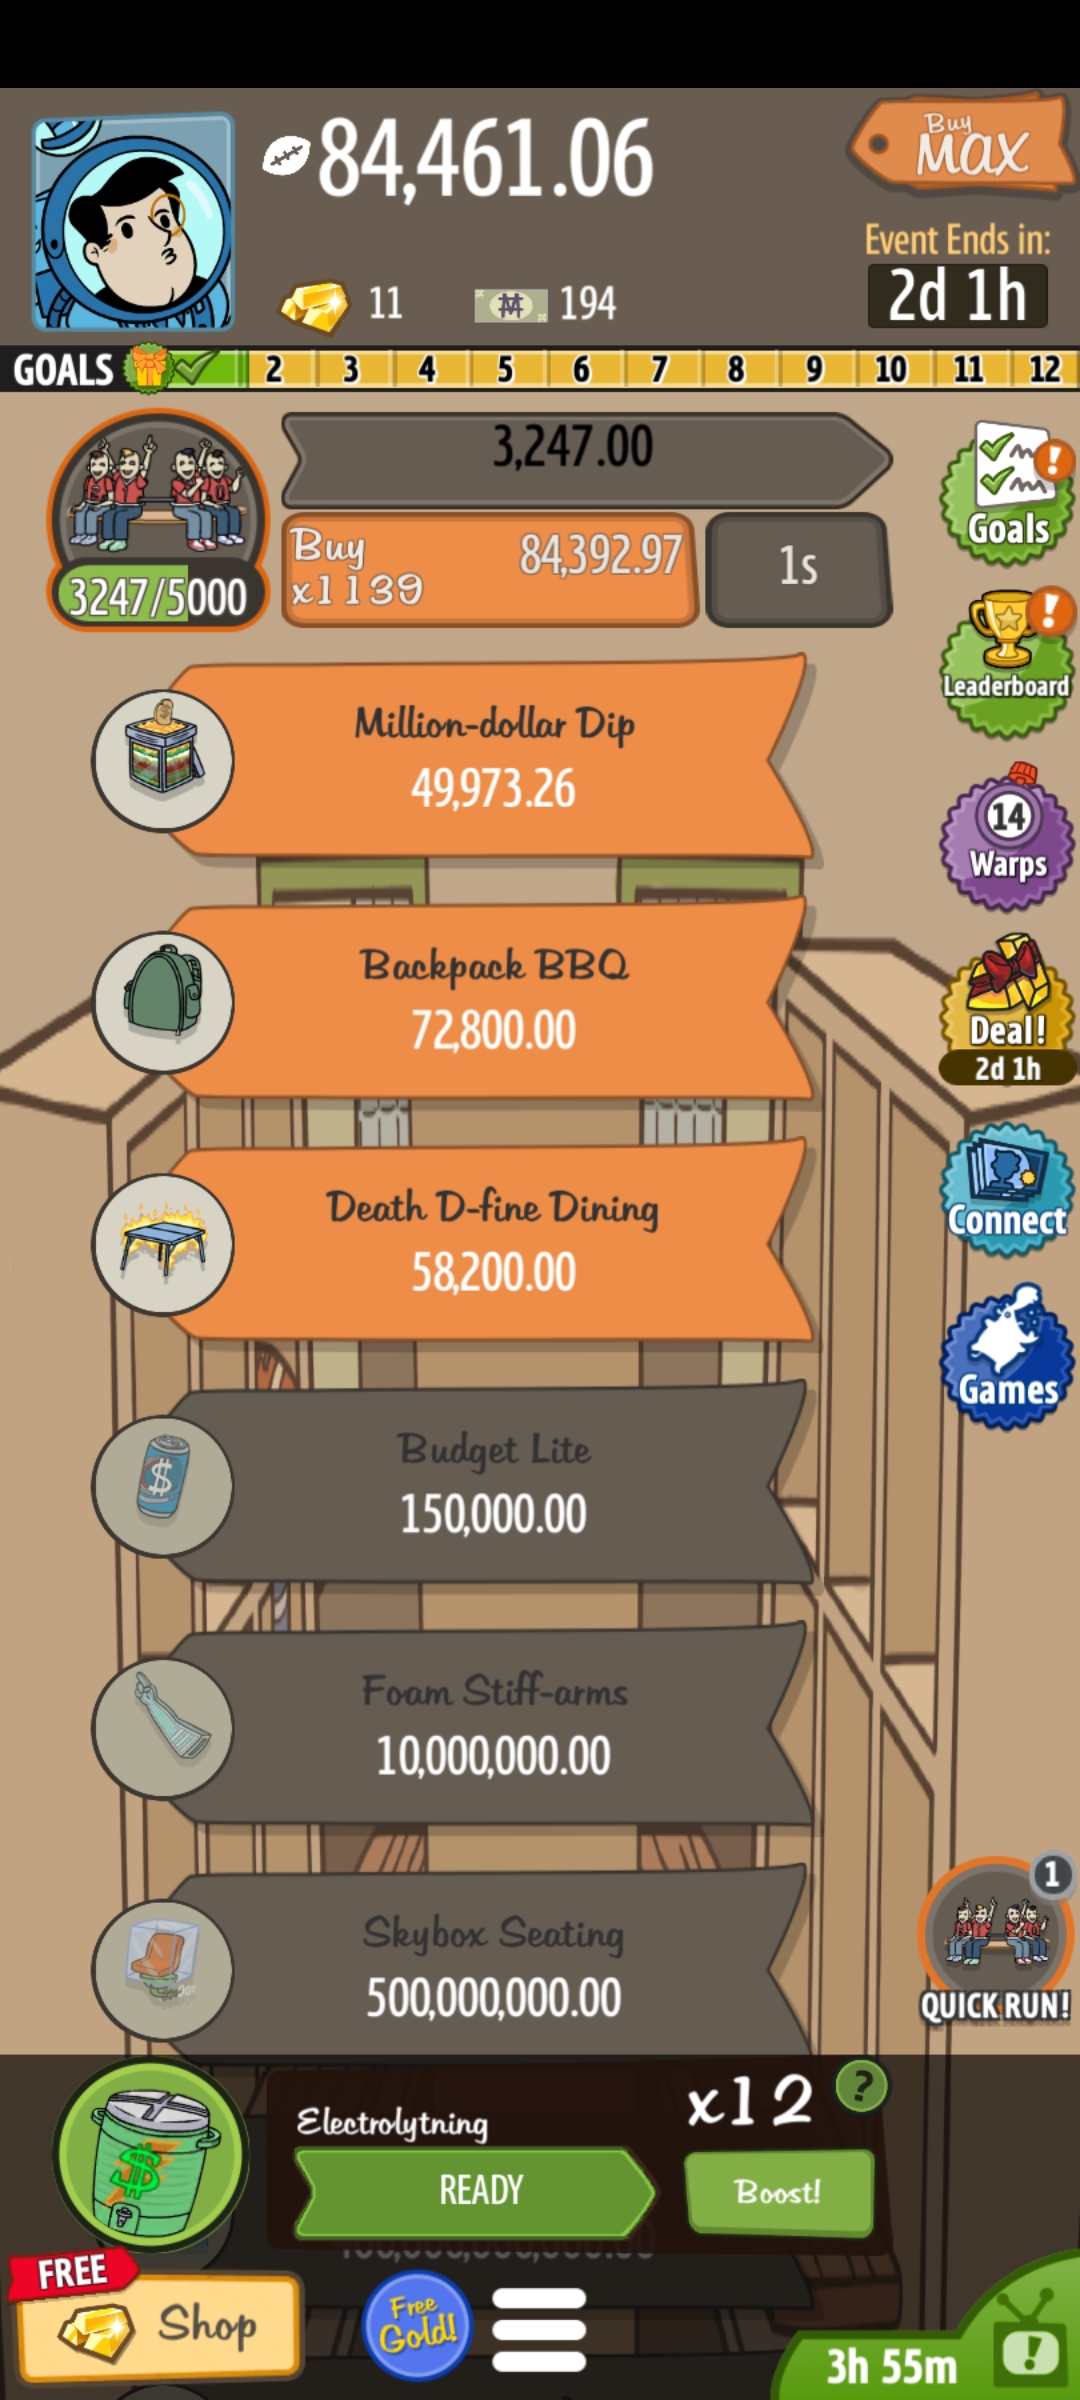 84,461.06
Buy
MAX
Event Ends in:
2d 1h
11
194
GOALS 2 3 4 5 6 7 8 9 10 11 12
3,247.00
Buy
x1139
84,392.97
1s
3247/5000
Goals
Leaderboard
Million-dollar Dip
49,973.26
14
Warps
Backpack BBQ
72,800.00
Deal!
2d 1h
Death D-fine Dining
58,200.00
Connect
Budget Lite
150,000.00
Games
Foam Stiff-arms
10,000,000.00
Skybox Seating
500,000,000.00
1
QUICK RUN!
Electrolytning
x12
?
READY
Boost!
FREE
Shop
Free
Gold!
3h 55m